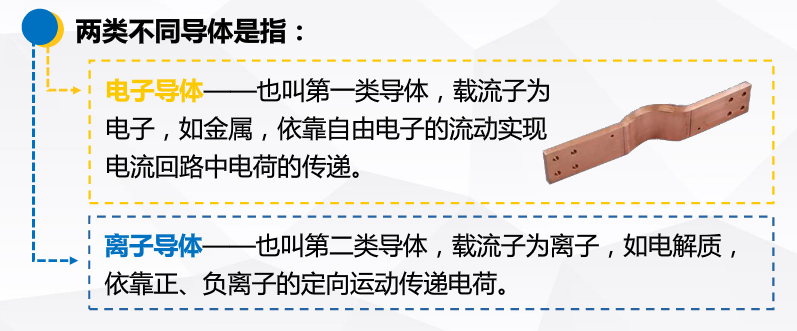 两类不同导体是指：
电子导体——也叫第一类导体，载流子为
电子，如金属，依靠自由电子的流动实现
电流回路中电荷的传递。
离子导体——也叫第二类导体，载流子为离子，如电解质，
依靠正、负离子的定向运动传递电荷。